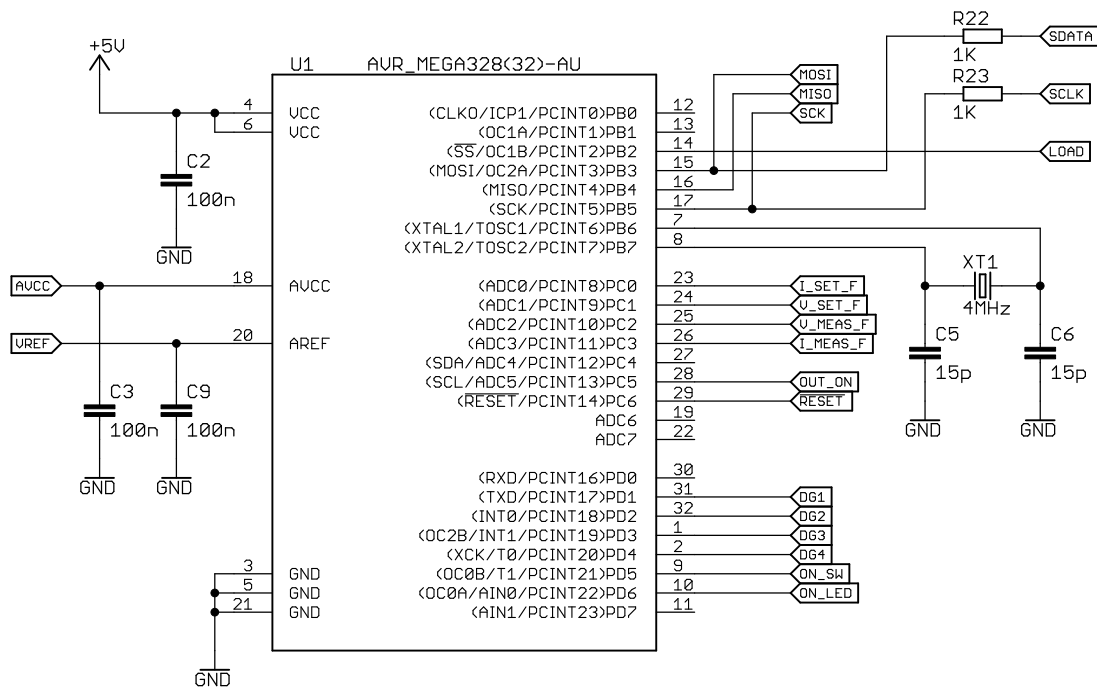 +5V
U1 AVR_MEGA328(32)-AU
4 VCC
6 VCC
C2
100n
GND
AVCC 18 AVCC
VREF 20 AREF
C3
100n
GND
C9
100n
GND
3 GND
5 GND
21 GND
GND
(CLKO/ICP1/PCINT0)PB0 12
(OC1A/PCINT1)PB1 13
(SS/OC1B/PCINT2)PB2 14
(MOSI/OC2A/PCINT3)PB3 15
(MISO/PCINT4)PB4 16
(SCK/PCINT5)PB5 17
(XTAL1/TOSC1/PCINT6)PB6 7
(XTAL2/TOSC2/PCINT7)PB7 8
(ADC0/PCINT8)PC0 23 I_SET_F
(ADC1/PCINT9)PC1 24 V_SET_F
(ADC2/PCINT10)PC2 25 V_MEAS_F
(ADC3/PCINT11)PC3 26 I_MEAS_F
(SDA/ADC4/PCINT12)PC4 27
(SCL/ADC5/PCINT13)PC5 28 OUT_ON
(RESET/PCINT14)PC6 29 RESET
ADC6 19
ADC7 22
(RXD/PCINT16)PD0 30
(TXD/PCINT17)PD1 31 DG1
(INT0/PCINT18)PD2 32 DG2
(OC2B/INT1/PCINT19)PD3 1 DG3
(XCK/T0/PCINT20)PD4 2 DG4
(OC0B/T1/PCINT21)PD5 9 ON_SW
(OC0A/AIN0/PCINT22)PD6 10 ON_LED
(AIN1/PCINT23)PD7 11
MOSI
MISO
SCK
R22
1K
SDATA
R23
1K
SCLK
LOAD
XT1
4MHz
C5
15p
GND
C6
15p
GND